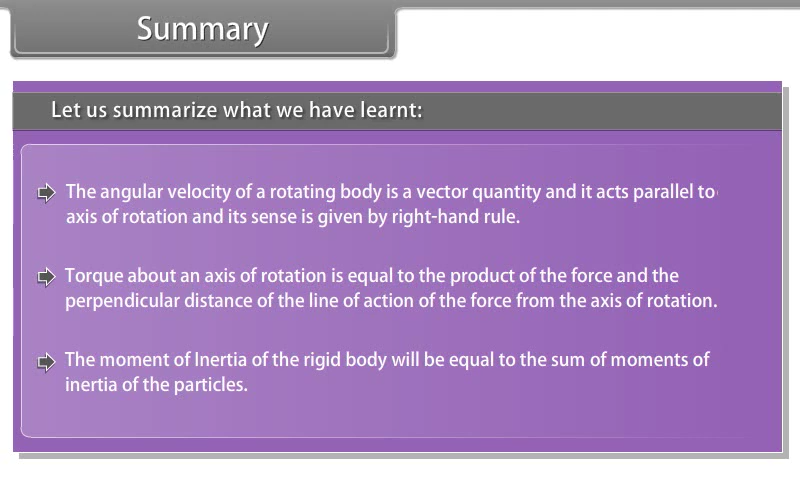 Summary
Let us summarize what we have learnt:
The angular velocity of a rotating body is a vector quantity and it acts parallel to
axis of rotation and its sense is given by right-hand rule.
Torque about an axis of rotation is equal to the product of the force and the
perpendicular distance of the line of action of the force from the axis of rotation.
The moment of Inertia of the rigid body will be equal to the sum of moments of
inertia of the particles.